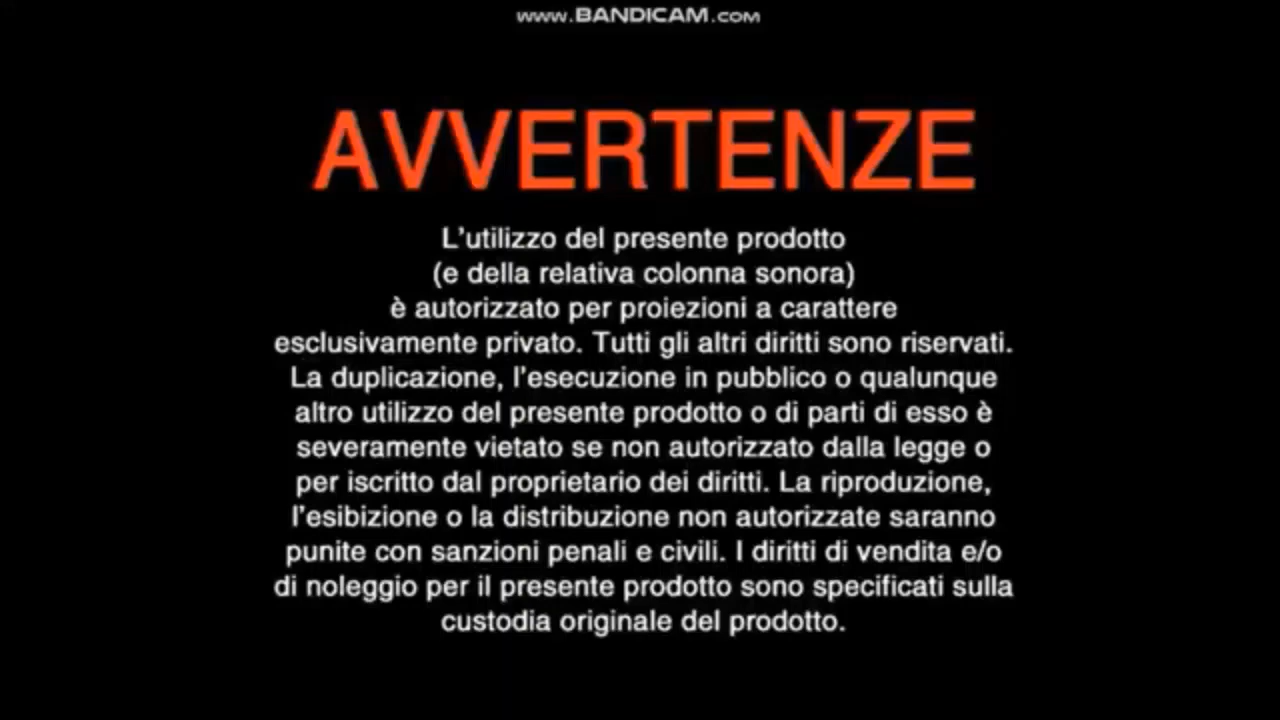 www.BANDICAM.com
AVVERTENZE
L'utilizzo del presente prodotto
(e della relativa colonna sonora)
è autorizzato per proiezioni a carattere
esclusivamente privato. Tutti gli altri diritti sono riservati.
La duplicazione, l'esecuzione in pubblico o qualunque
altro utilizzo del presente prodotto o di parti di esso è
severamente vietato se non autorizzato dalla legge o
per iscritto dal proprietario dei diritti. La riproduzione,
l'esibizione o la distribuzione non autorizzate saranno
punite con sanzioni penali e civili. I diritti di vendita e/o
di noleggio per il presente prodotto sono specificati sulla
custodia originale del prodotto.